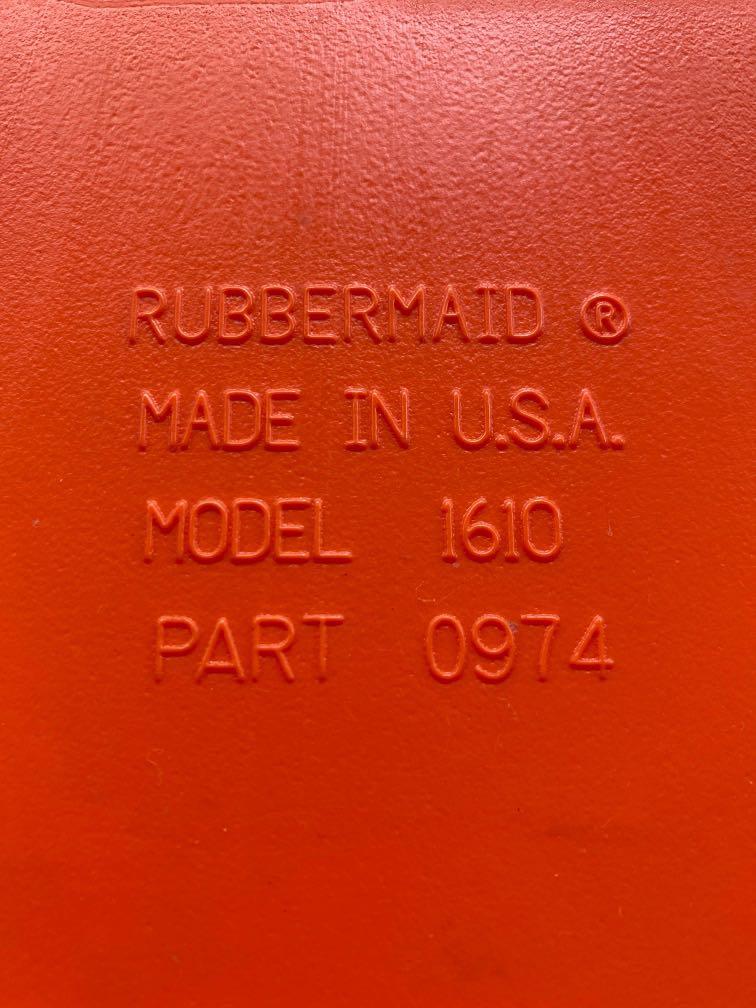 RUBBERMAID ®
MADE IN U.S.A.
MODEL 1610
PART 0974